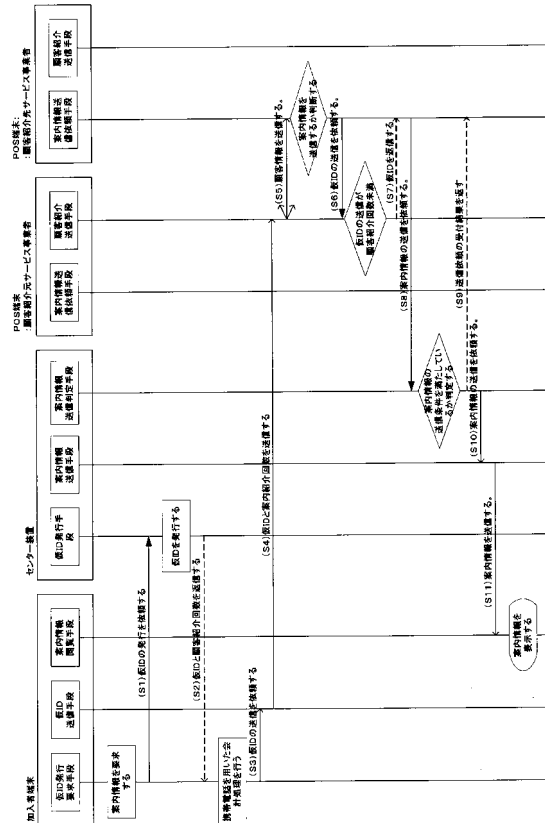 加入者端末
仮ID発行
要求手段
仮ID
送信手段
案内情報
閲覧手段
センター装置
仮ID発行手
段
案内情報
送信手段
案内情報
送信判定手段
POS端末
:顧客紹介元サービス事業者
案内情報送
信依頼手段
顧客紹介
送信手段
POS端末:
:顧客紹介先サービス事業者
案内情報送
信依頼手段
顧客紹介
送信手段
案内情報を要求
する
(S1)仮IDの発行を依頼する
仮IDを発行する
(S2)仮IDと顧客紹介回数を返信する
携帯電話を用いた会
計処理を行う
(S3)仮IDの送信を依頼する
(S4)仮IDと案内紹介回数を送信する
(S5)顧客情報を送信する。
案内情報を
送信するか判断する
(S6)仮IDの送信を依頼する。
仮IDの送信が
顧客紹介回数未満
(S7)仮IDを返信する
(S8)案内情報の送信を依頼する。
案内情報の
送信条件を満たしてい
るか判定する
(S9)送信依頼の受付結果を返す
(S10)案内情報の送信を依頼する。
(S11)案内情報を送信する。
案内情報を
表示する